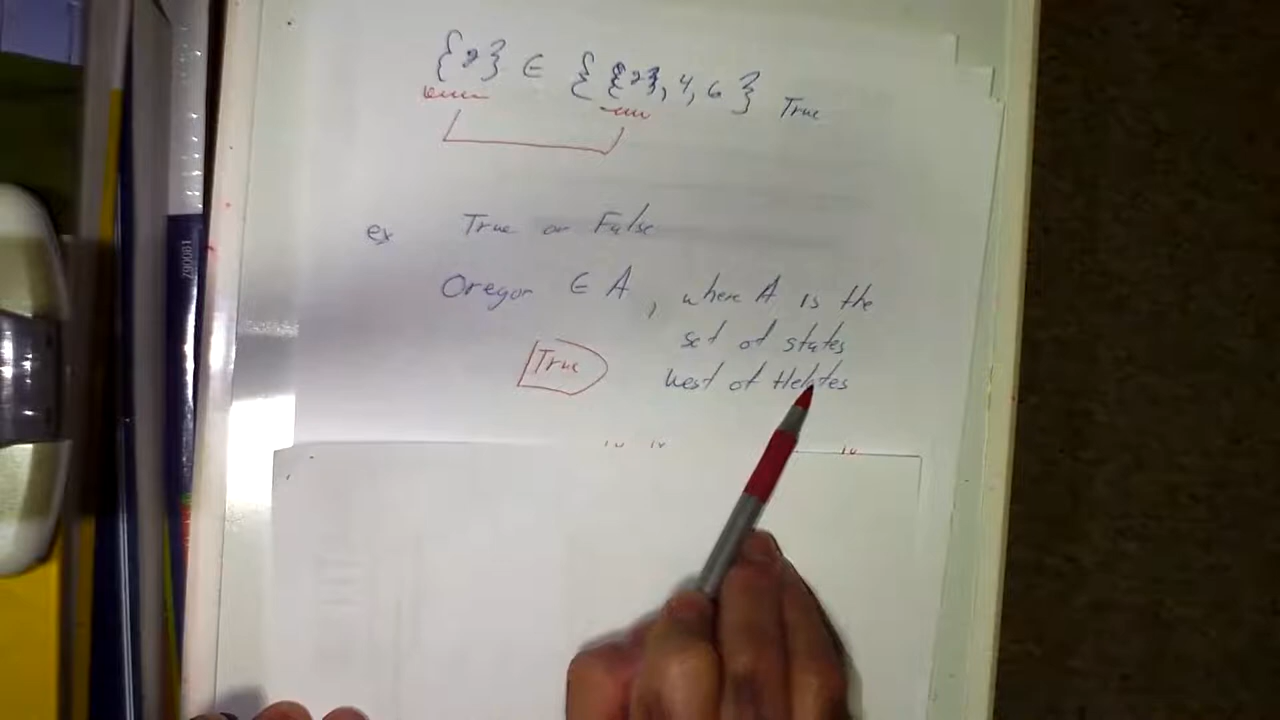 {2} ∈ { {2}, 4, 6 } True
ex True or False
Oregon ∈ A, where A is the
set of states
West of
True